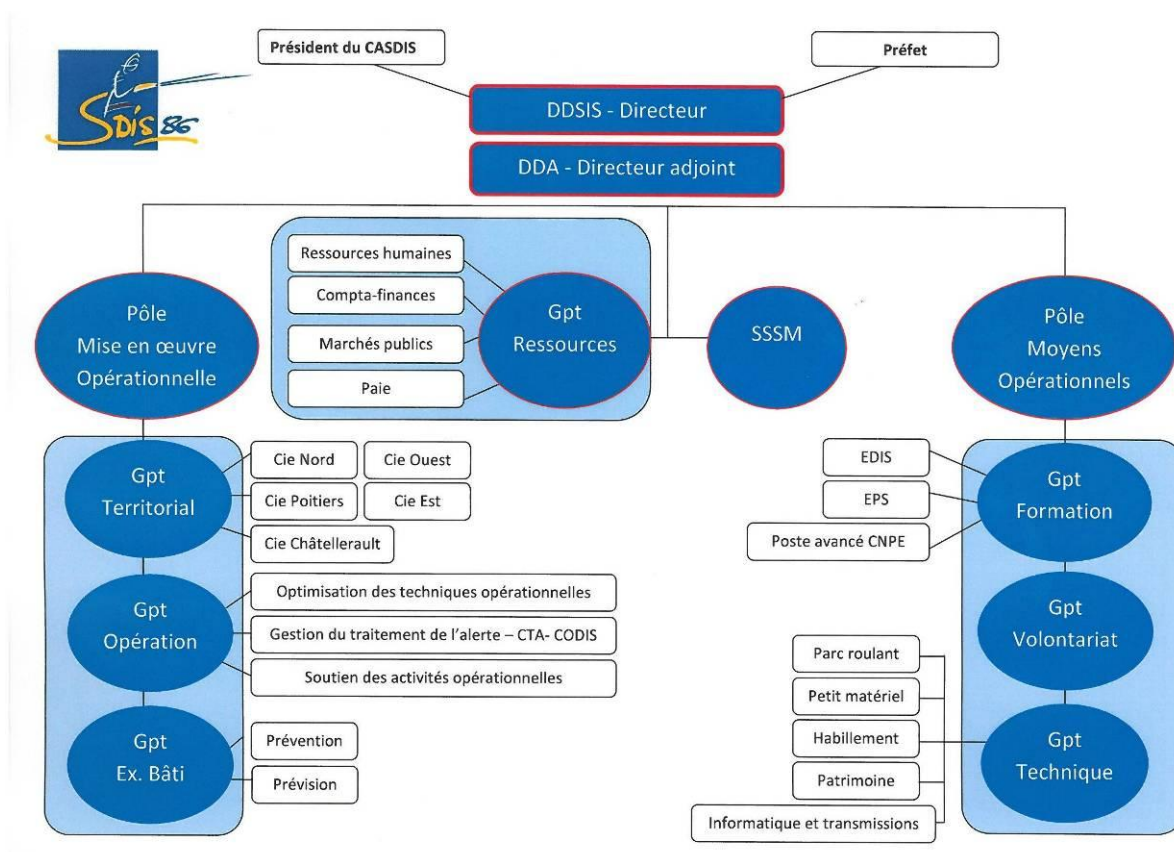 Président du CASDIS
Préfet
SDIS 86
DDSIS - Directeur
DDA - Directeur adjoint
Pôle
Mise en œuvre
Opérationnelle
Ressources humaines
Compta-finances
Marchés publics
Paie
Gpt
Ressources
SSSM
Pôle
Moyens
Opérationnels
Gpt
Territorial
Cie Nord
Cie Ouest
Cie Poitiers
Cie Est
Cie Châtellerault
Gpt
Opération
Optimisation des techniques opérationnelles
Gestion du traitement de l'alerte – CTA- CODIS
Soutien des activités opérationnelles
Gpt
Ex. Bâti
Prévention
Prévision
EDIS
EPS
Poste avancé CNPE
Gpt
Formation
Gpt
Volontariat
Parc roulant
Petit matériel
Habillement
Patrimoine
Informatique et transmissions
Gpt
Technique